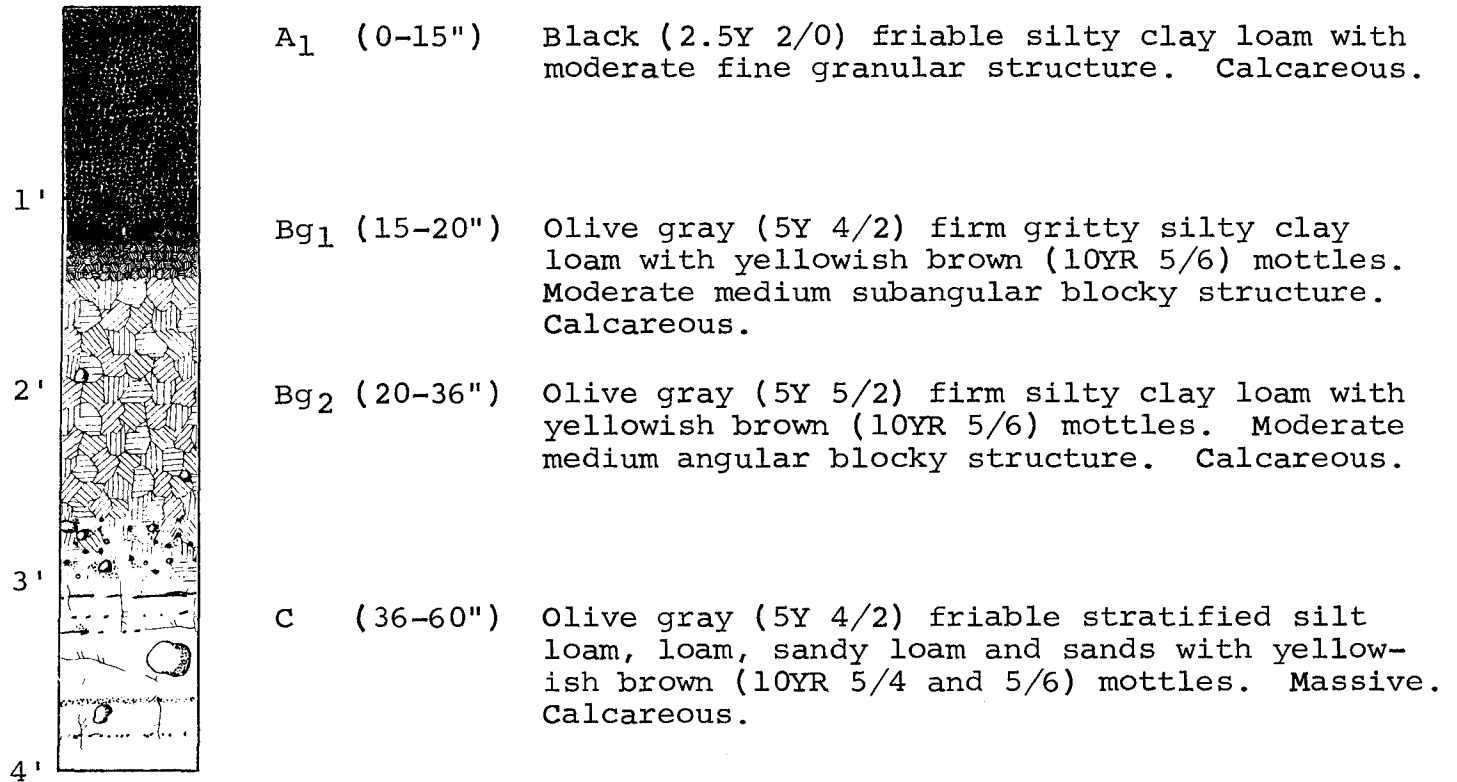 A1 (0-15") Black (2.5Y 2/0) friable silty clay loam with
moderate fine granular structure. Calcareous.
1'
Bg1 (15-20") Olive gray (5Y 4/2) firm gritty silty clay
loam with yellowish brown (10YR 5/6) mottles.
Moderate medium subangular blocky structure.
Calcareous.
2'
Bg2 (20-36") Olive gray (5Y 5/2) firm silty clay loam with
yellowish brown (10YR 5/6) mottles. Moderate
medium angular blocky structure. Calcareous.
3'
C (36-60") Olive gray (5Y 4/2) friable stratified silt
loam, loam, sandy loam and sands with yellow-
ish brown (10YR 5/4 and 5/6) mottles. Massive.
Calcareous.
4'